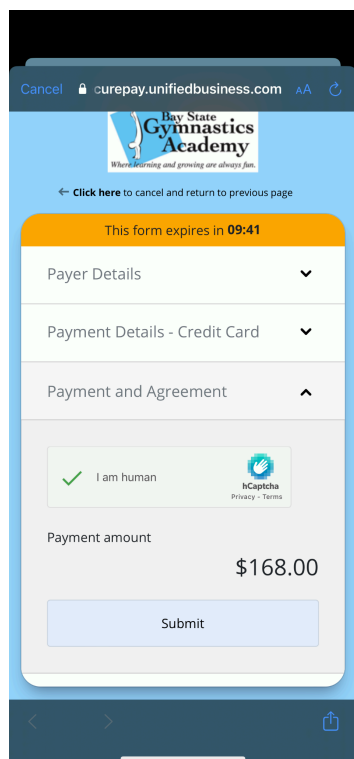 Cancel curepay.unifiedbusiness.com AA
Bay State
Gymnastics
Academy
Where learning and growing are always fun.
← Click here to cancel and return to previous page
This form expires in 09:41
Payer Details
Payment Details - Credit Card
Payment and Agreement
I am human
hCaptcha
Privacy - Terms
Payment amount
$168.00
Submit